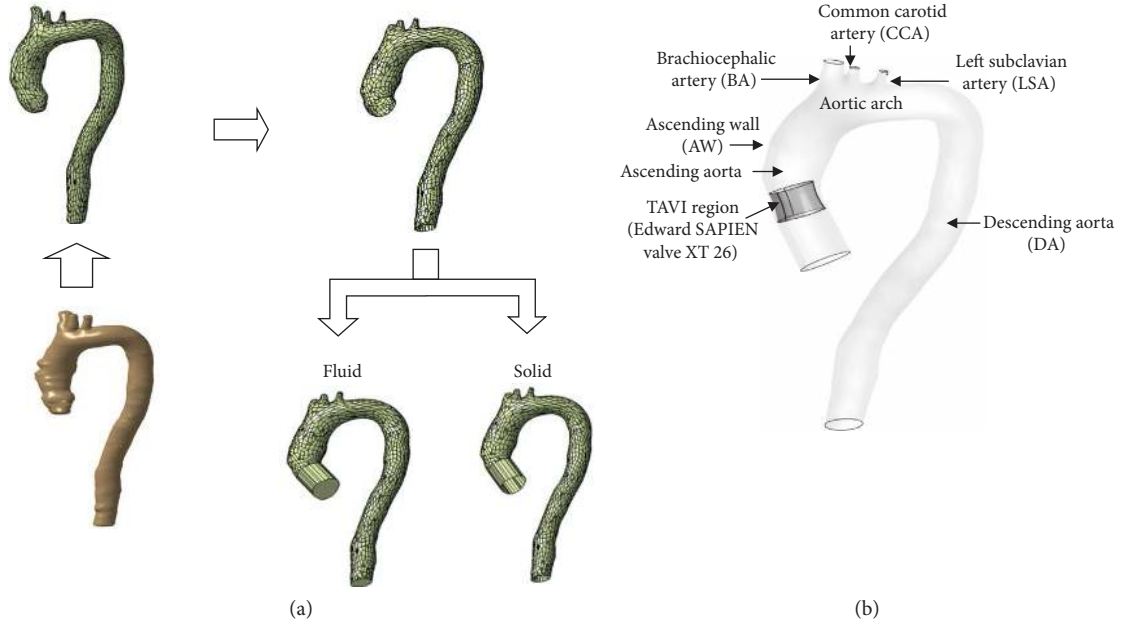 Fluid
Solid
(a)
Common carotid
artery (CCA)
Brachiocephalic
artery (BA)
Left subclavian
artery (LSA)
Aortic arch
Ascending wall
(AW)
Ascending aorta
TAVI region
(Edward SAPIEN
valve XT 26)
Descending aorta
(DA)
(b)